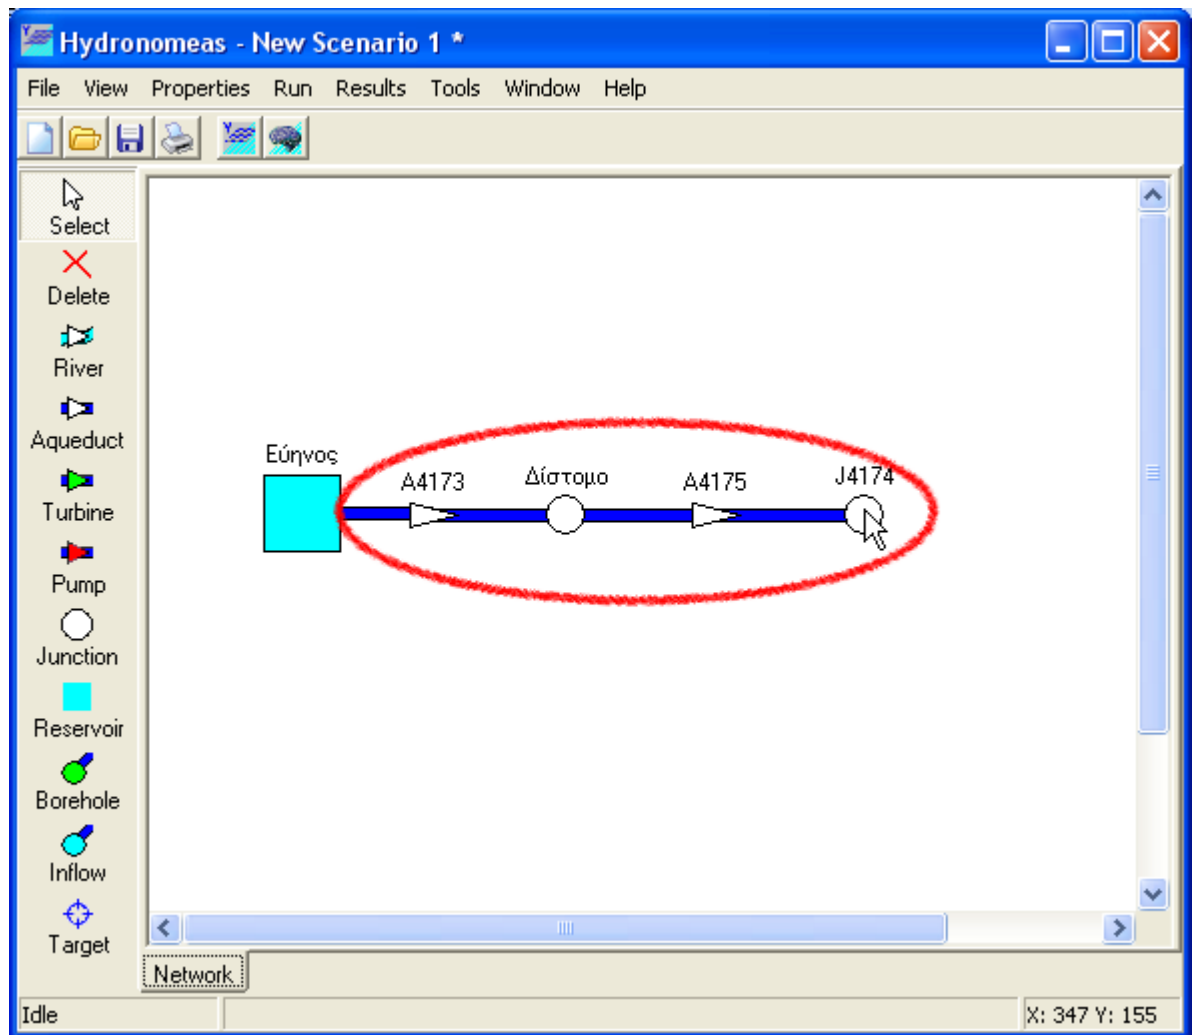 Hydronomeas - New Scenario 1 *
File View Properties Run Results Tools Window Help
Select
Delete
River
Aqueduct
Turbine
Pump
Junction
Reservoir
Borehole
Inflow
Target
Εύηνος
A4173
Δίστομο
A4175
J4174
Network
Idle
X: 347 Y: 155